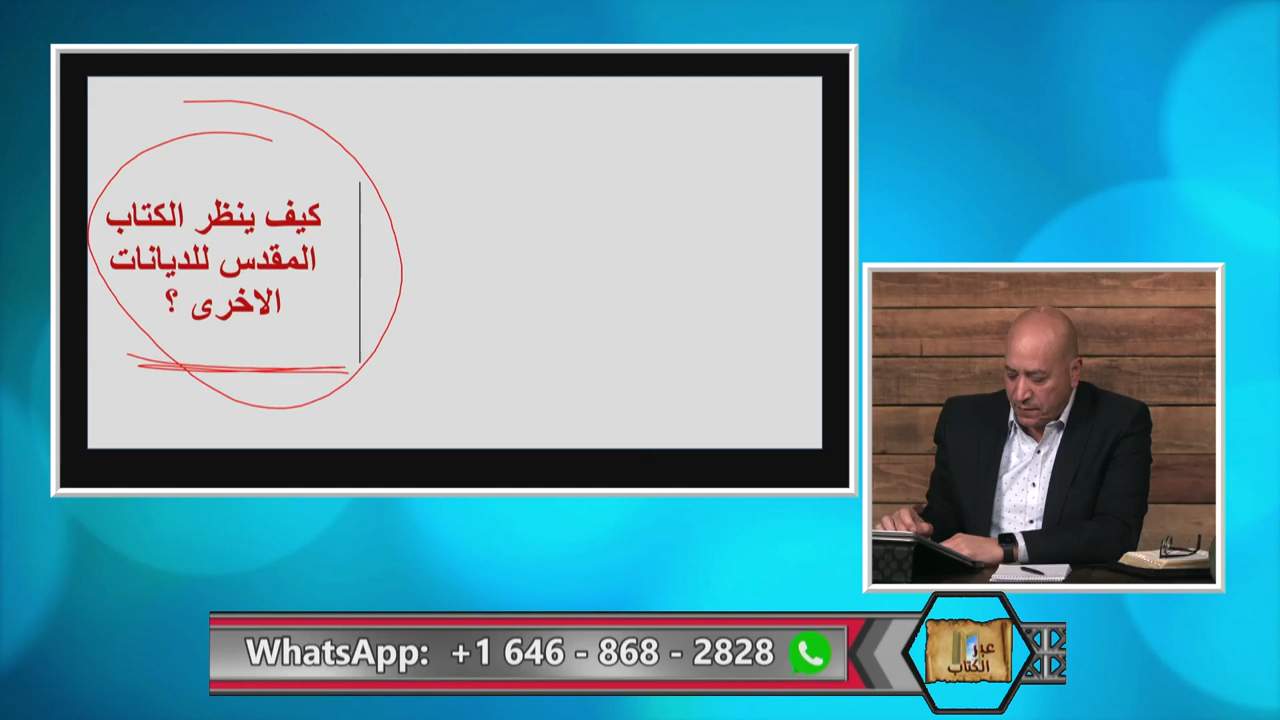 كيف ينظر الكتاب
المقدس للديانات
الاخرى ؟
WhatsApp: +1 646 - 868 - 2828
عبر
الكتاب